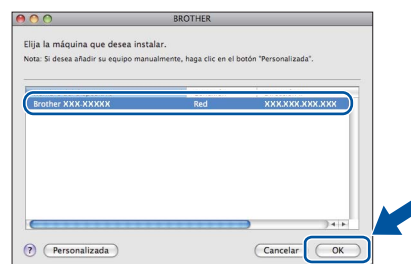 BROTHER
Elija la máquina que desea instalar.
Nota: Si desea añadir su equipo manualmente, haga clic en el botón "Personalizada".
Brother XXX-XXXXX Red XXX.XXX.XXX.XXX
? Personalizada Cancelar OK